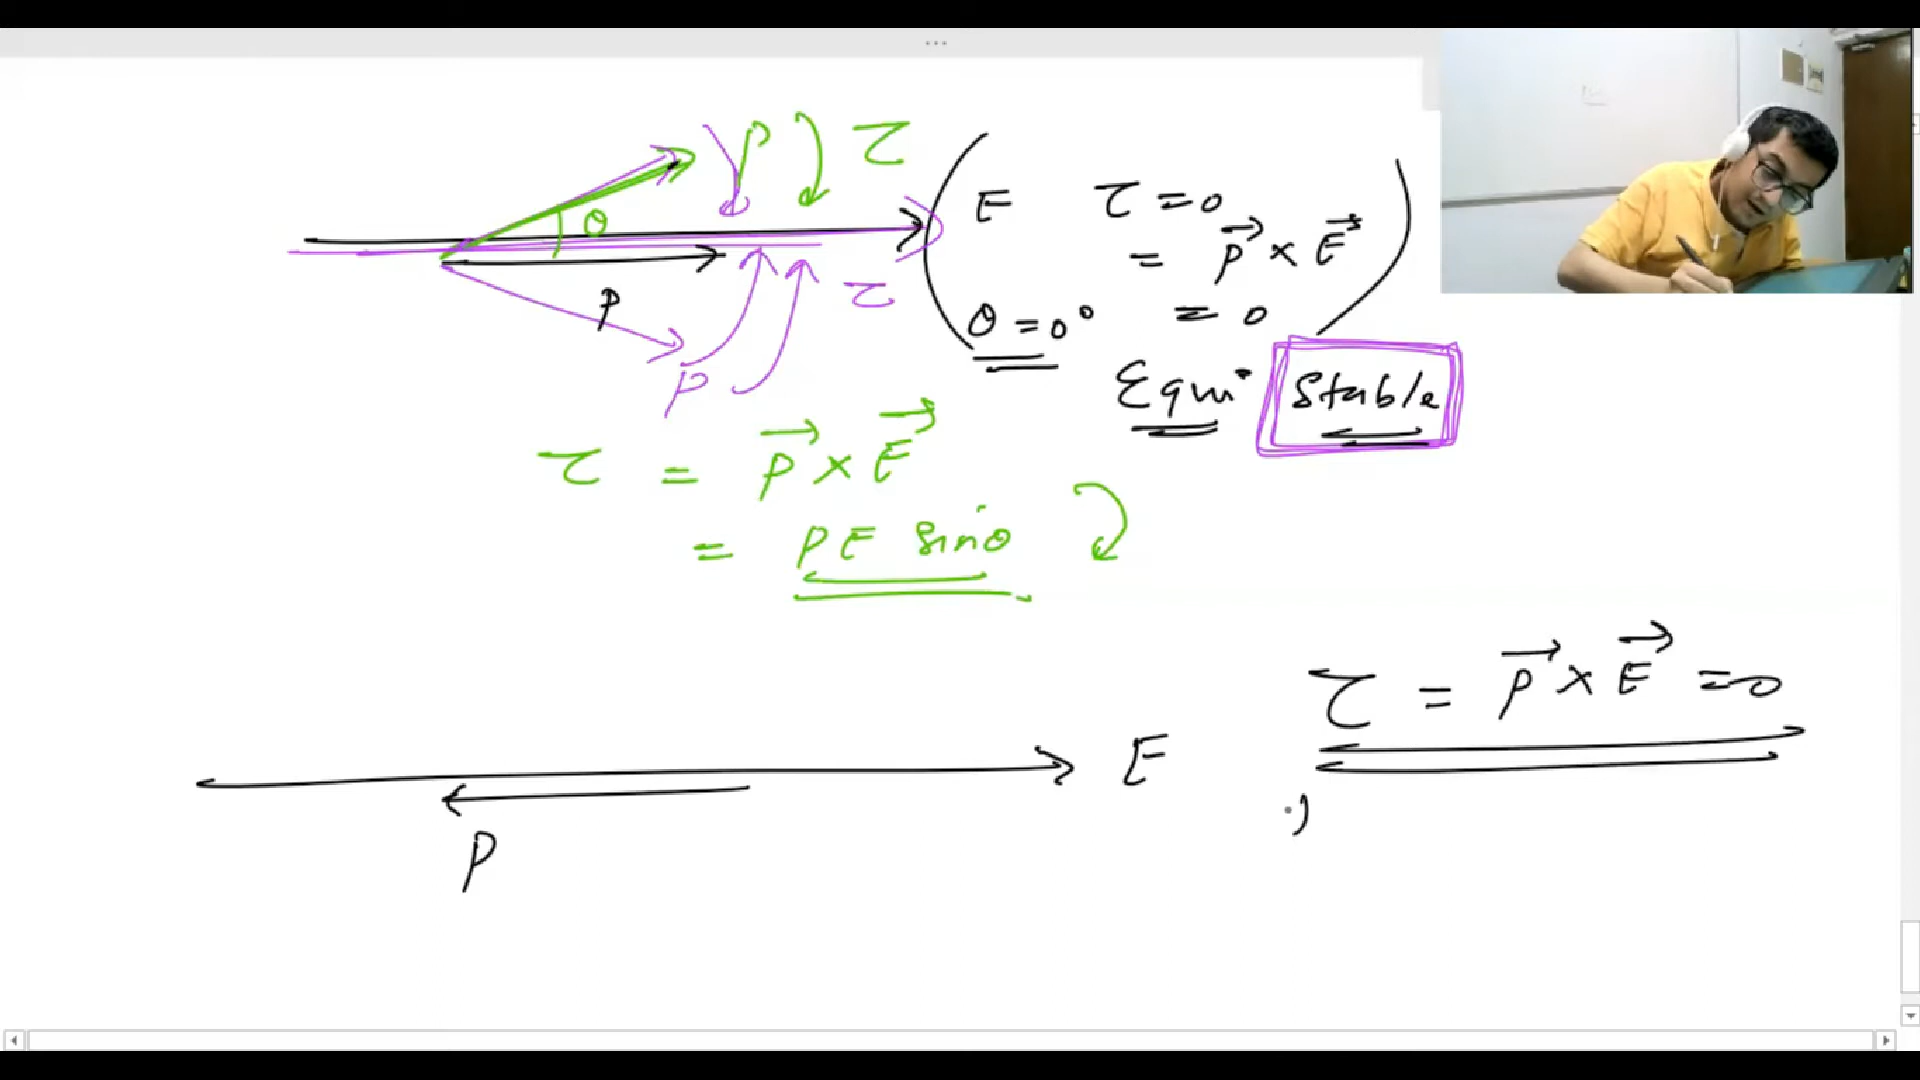 P τ
θ
E τ = 0
= P × E
P τ
θ = 0° = 0
P
Equi. Stable
τ = P × E
= PE sinθ
τ = P × E = 0
E
P